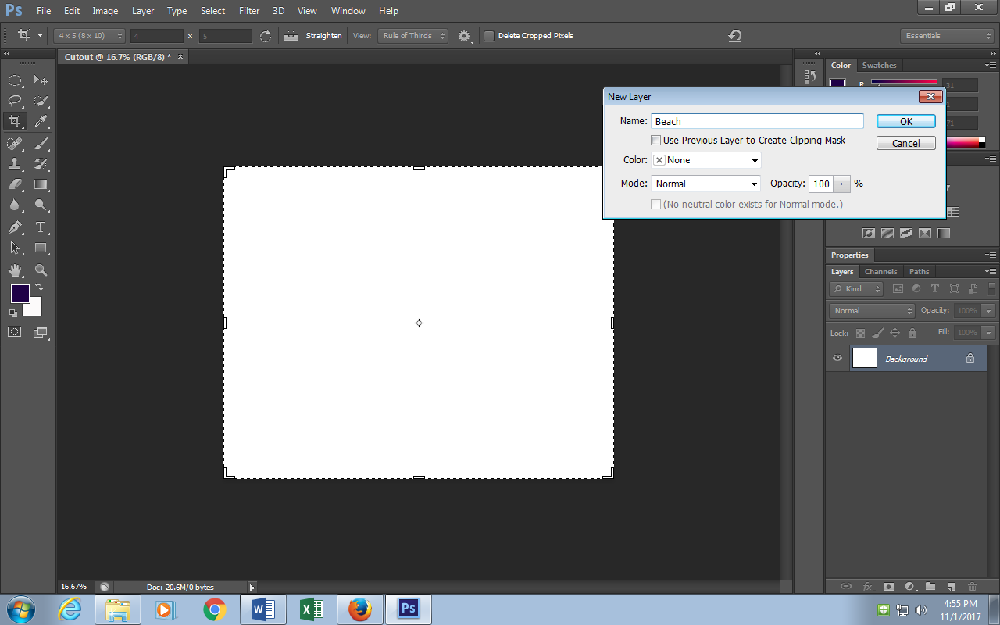 Ps File Edit Image Layer Type Select Filter 3D View Window Help
4 x 5 (8 x 10) 4 x 5 Straighten View: Rule of Thirds Delete Cropped Pixels Essentials
Cutout @ 16.7% (RGB/8) * ×
Color Swatches
R 31
1
71
New Layer
Name: Beach OK
Use Previous Layer to Create Clipping Mask Cancel
Color: None
Mode: Normal Opacity: 100 %
(No neutral color exists for Normal mode.)
Properties
Layers Channels Paths
Kind
Normal Opacity: 100%
Lock: Fill: 100%
Background
fx
16.67% Doc: 20.6M/0 bytes
Ps
4:55 PM
11/1/2017